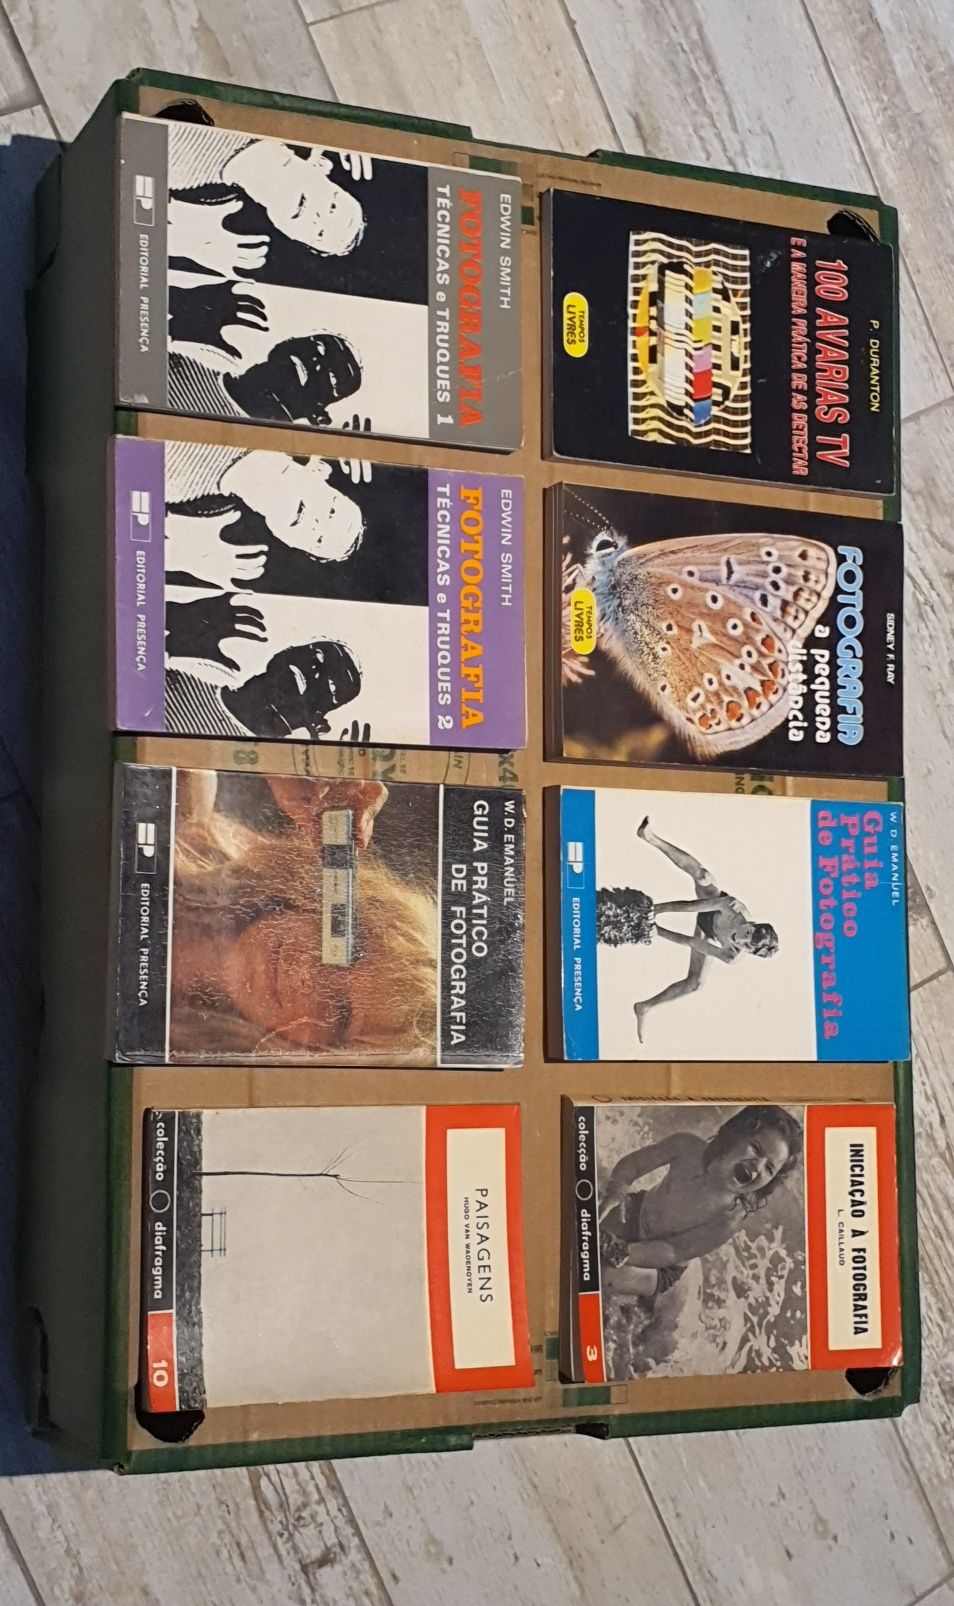 P. DURANTON
100 AVARIAS TV
E A MANEIRA PRÁTICA DE AS DETECTAR
TEMPOS
LIVRES
SIDNEY F. RAY
FOTOGRAFIA
a pequena
distância
TEMPOS
LIVRES
W. D. EMANUEL
Guia
Prático
de Fotografia
EDITORIAL PRESENÇA
INICIAÇÃO À FOTOGRAFIA
L. CAILLAUD
colecção diafragma
3
EDWIN SMITH
FOTOGRAFIA
TÉCNICAS e TRUQUES 1
EDITORIAL PRESENÇA
EDWIN SMITH
FOTOGRAFIA
TÉCNICAS e TRUQUES 2
EDITORIAL PRESENÇA
W. D. EMANUEL
GUIA PRÁTICO
DE FOTOGRAFIA
EDITORIAL PRESENÇA
PAISAGENS
HUGO VAN WADENOYEN
colecção diafragma
10